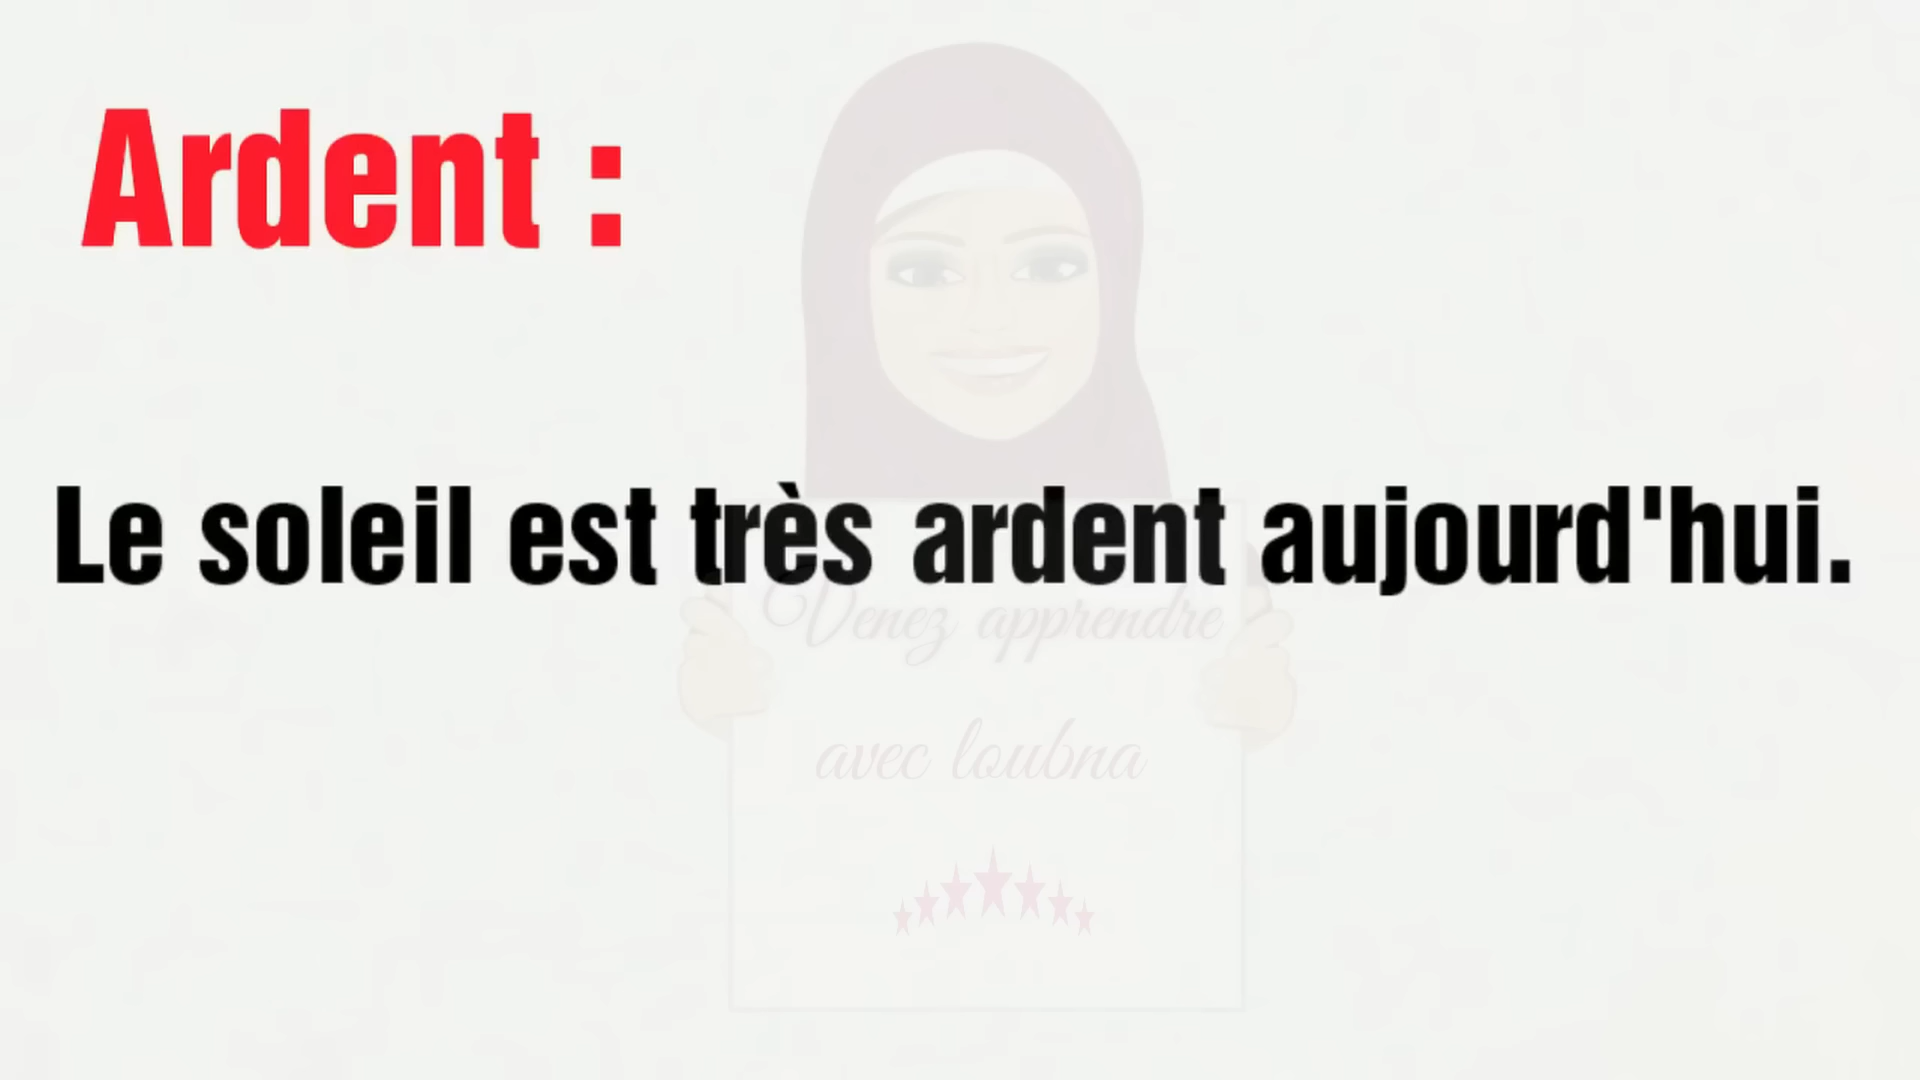 Ardent :
Le soleil est très ardent aujourd'hui.
Venez apprendre
avec loubna